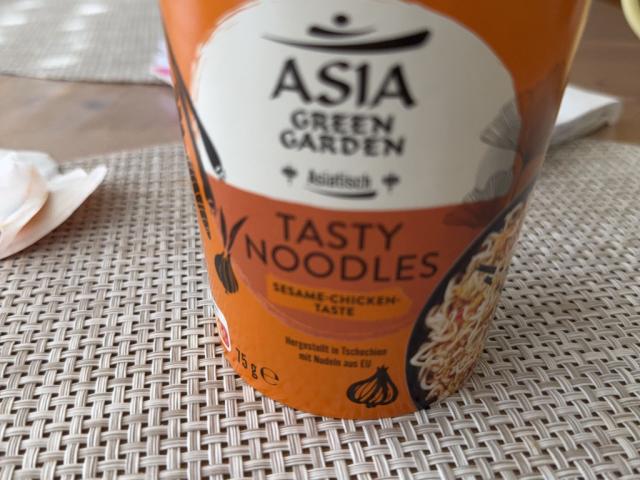 ASIA
GREEN
GARDEN
Asiatisch
TASTY
NOODLES
SESAME-CHICKEN-
TASTE
Hergestellt in Tschechien
mit Nudeln aus EU
75 g ℮